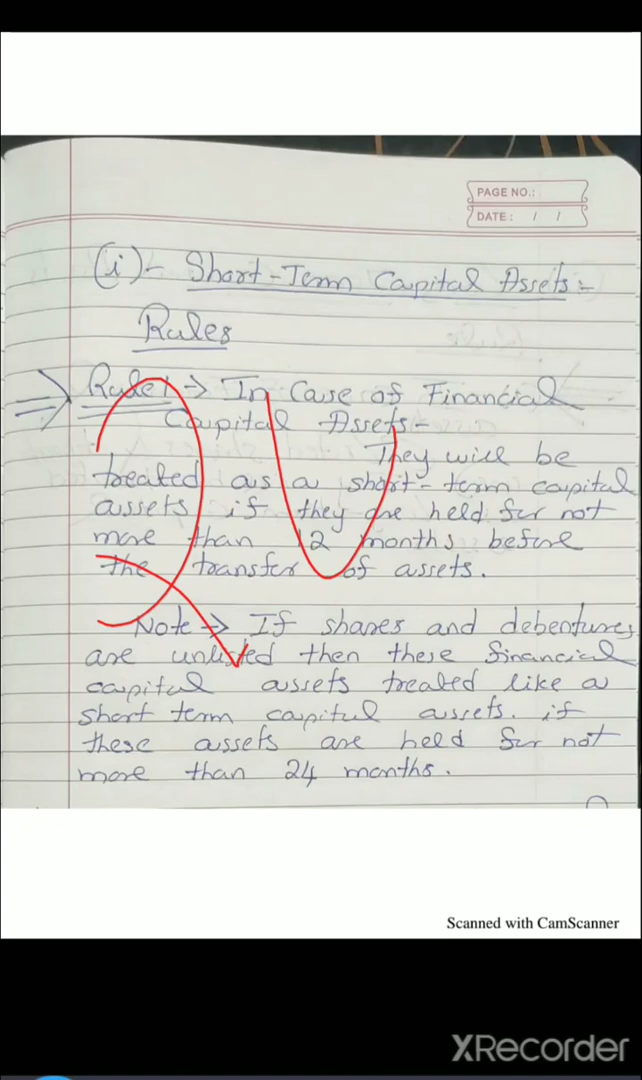 PAGE NO.:
DATE: / /
(i)- Short-Term Capital Assets:-
Rules
⇒ Rule 1 → In Case of Financial
Capital Assets-
They will be
treated as a short-term capital
assets if they are held for not
more than 12 months before
the transfer of assets.
Note → If shares and debentures
are unlisted then these financial
capital assets treated like a
short term capital assets. if
these assets are held for not
more than 24 months.
Scanned with CamScanner
XRecorder